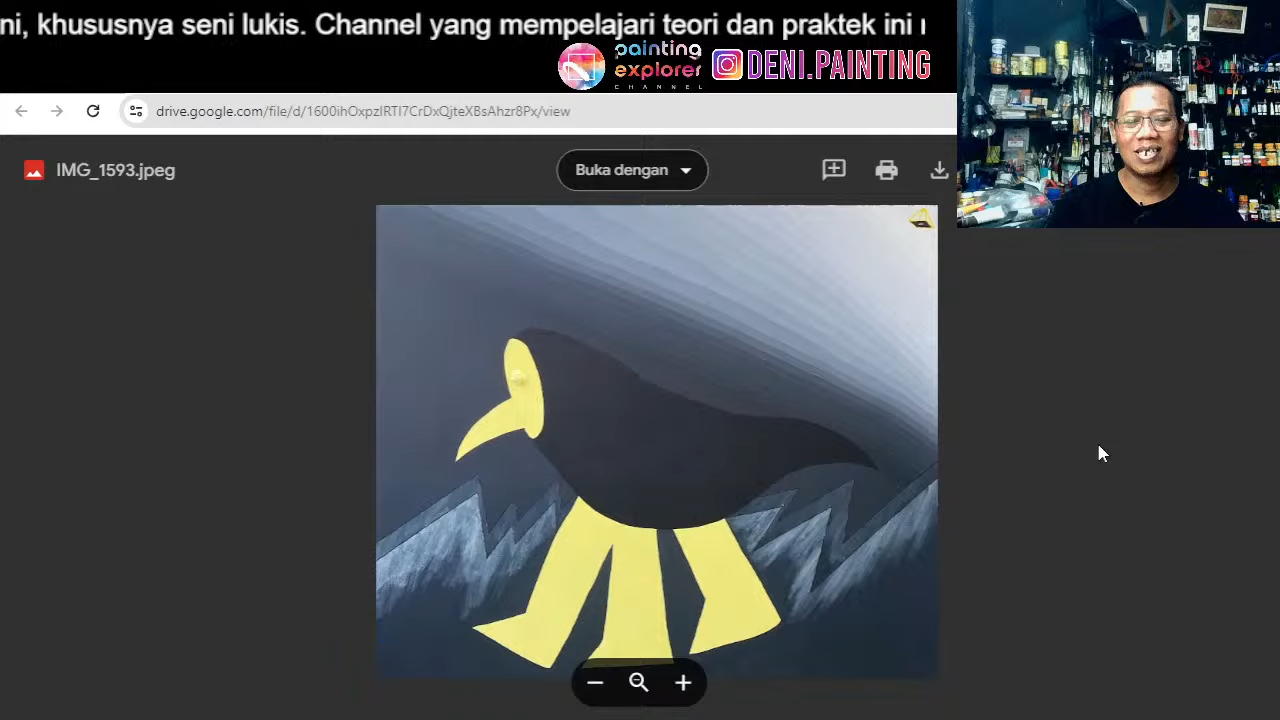 ni, khususnya seni lukis. Channel yang mempelajari teori dan praktek ini
painting
explorer
CHANNEL
DENI.PAINTING
drive.google.com/file/d/1600ihOxpzIRTI7CrDxQjteXBsAhzr8Px/view
IMG_1593.jpeg
Buka dengan